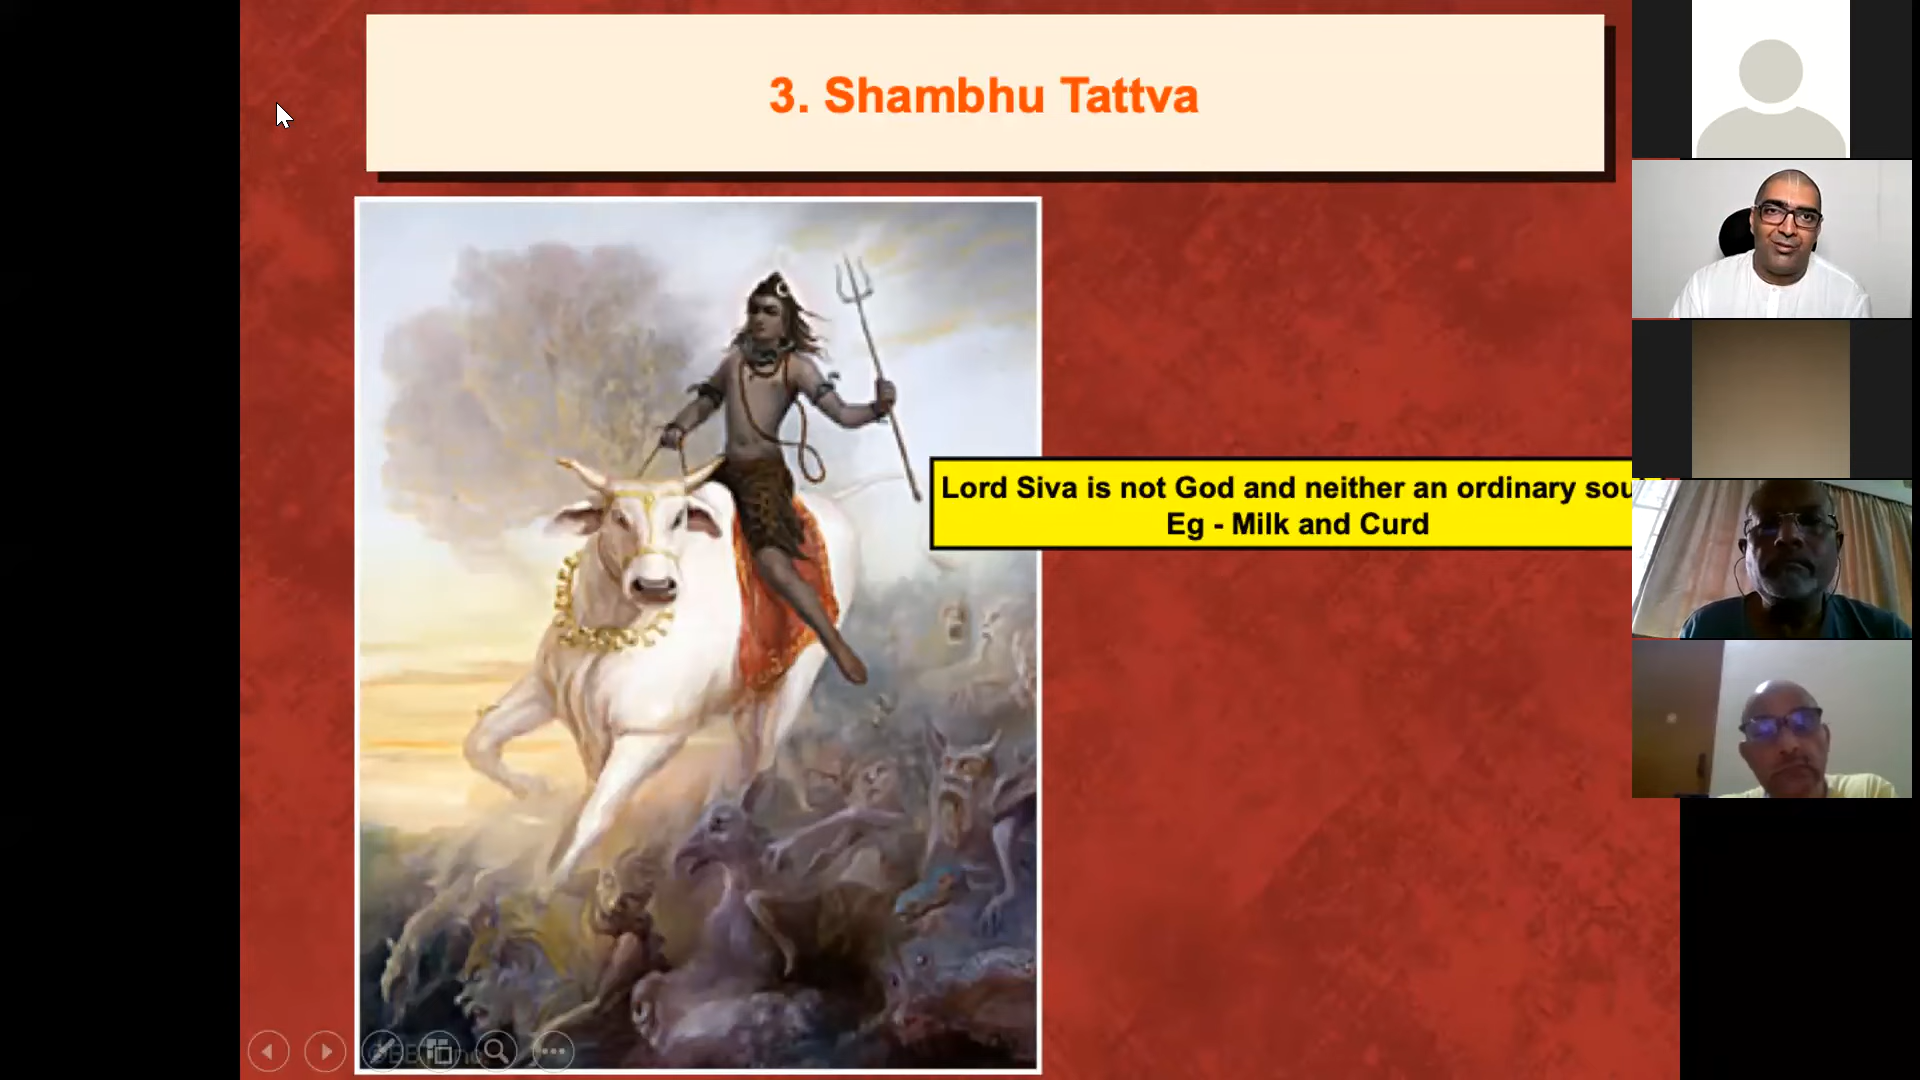 3. Shambhu Tattva
Lord Siva is not God and neither an ordinary sou
Eg - Milk and Curd